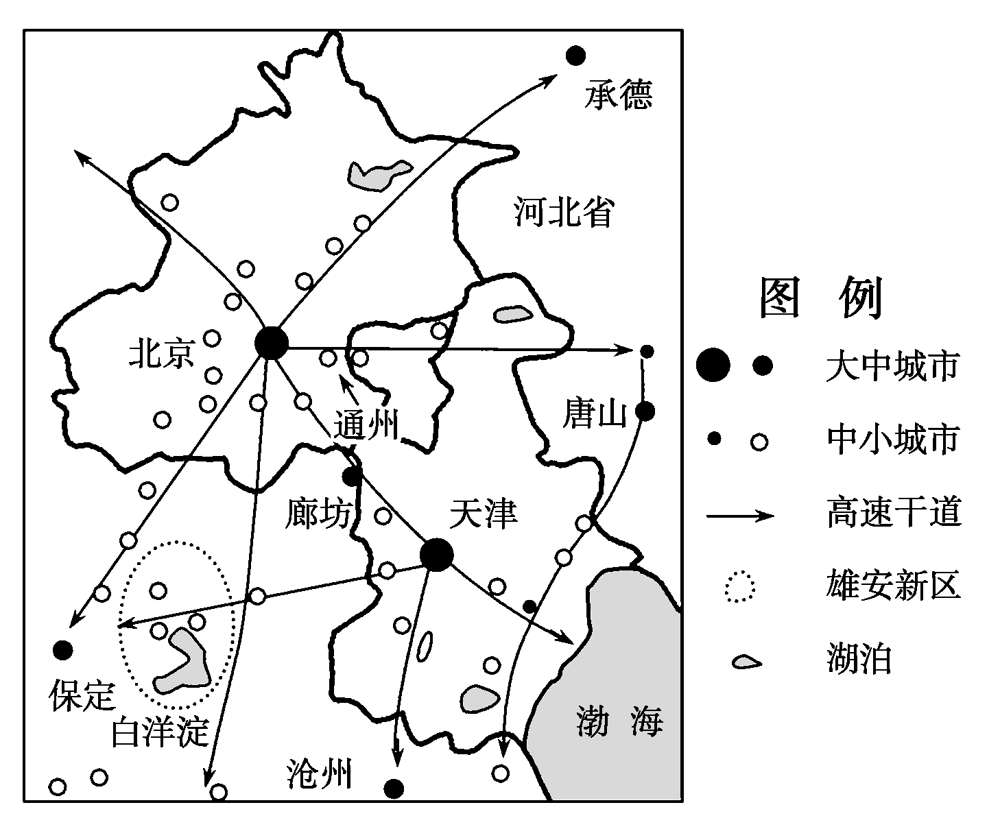 承德
河北省
北京
通州
唐山
廊坊
天津
保定
白洋淀
沧州
渤海
图例
大中城市
中小城市
高速干道
雄安新区
湖泊